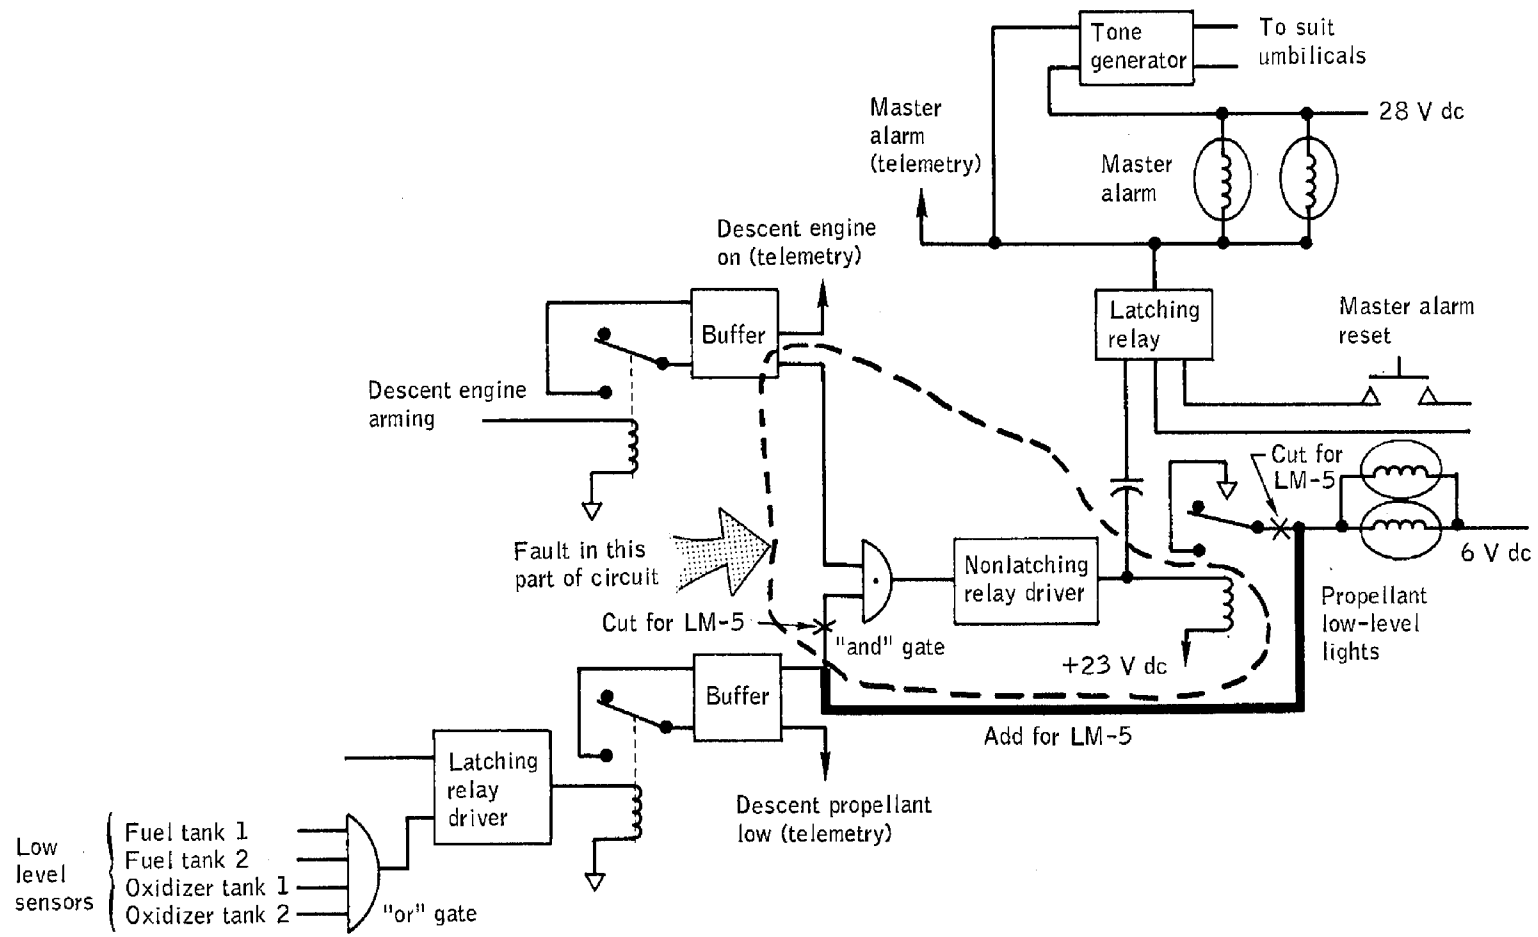 Tone
generator
To suit
umbilicals
28 V dc
Master
alarm
(telemetry)
Master
alarm
Descent engine
on (telemetry)
Buffer
Latching
relay
Master alarm
reset
Descent engine
arming
Cut for
LM-5
6 V dc
Fault in this
part of circuit
Nonlatching
relay driver
Propellant
low-level
lights
Cut for LM-5
"and" gate
+23 V dc
Buffer
Add for LM-5
Latching
relay
driver
Descent propellant
low (telemetry)
Low
level
sensors
Fuel tank 1
Fuel tank 2
Oxidizer tank 1
Oxidizer tank 2
"or" gate